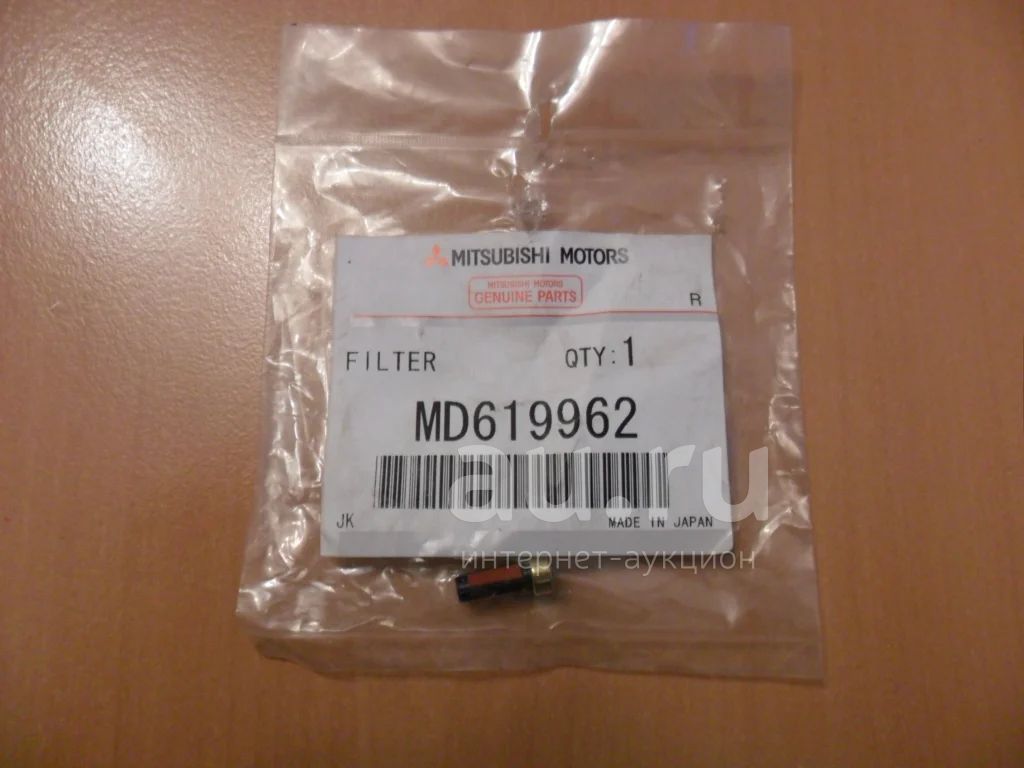 MITSUBISHI MOTORS
MITSUBISHI MOTORS
GENUINE PARTS
R
FILTER QTY:1
MD619962
au.ru
JK MADE IN JAPAN
интернет-аукцион